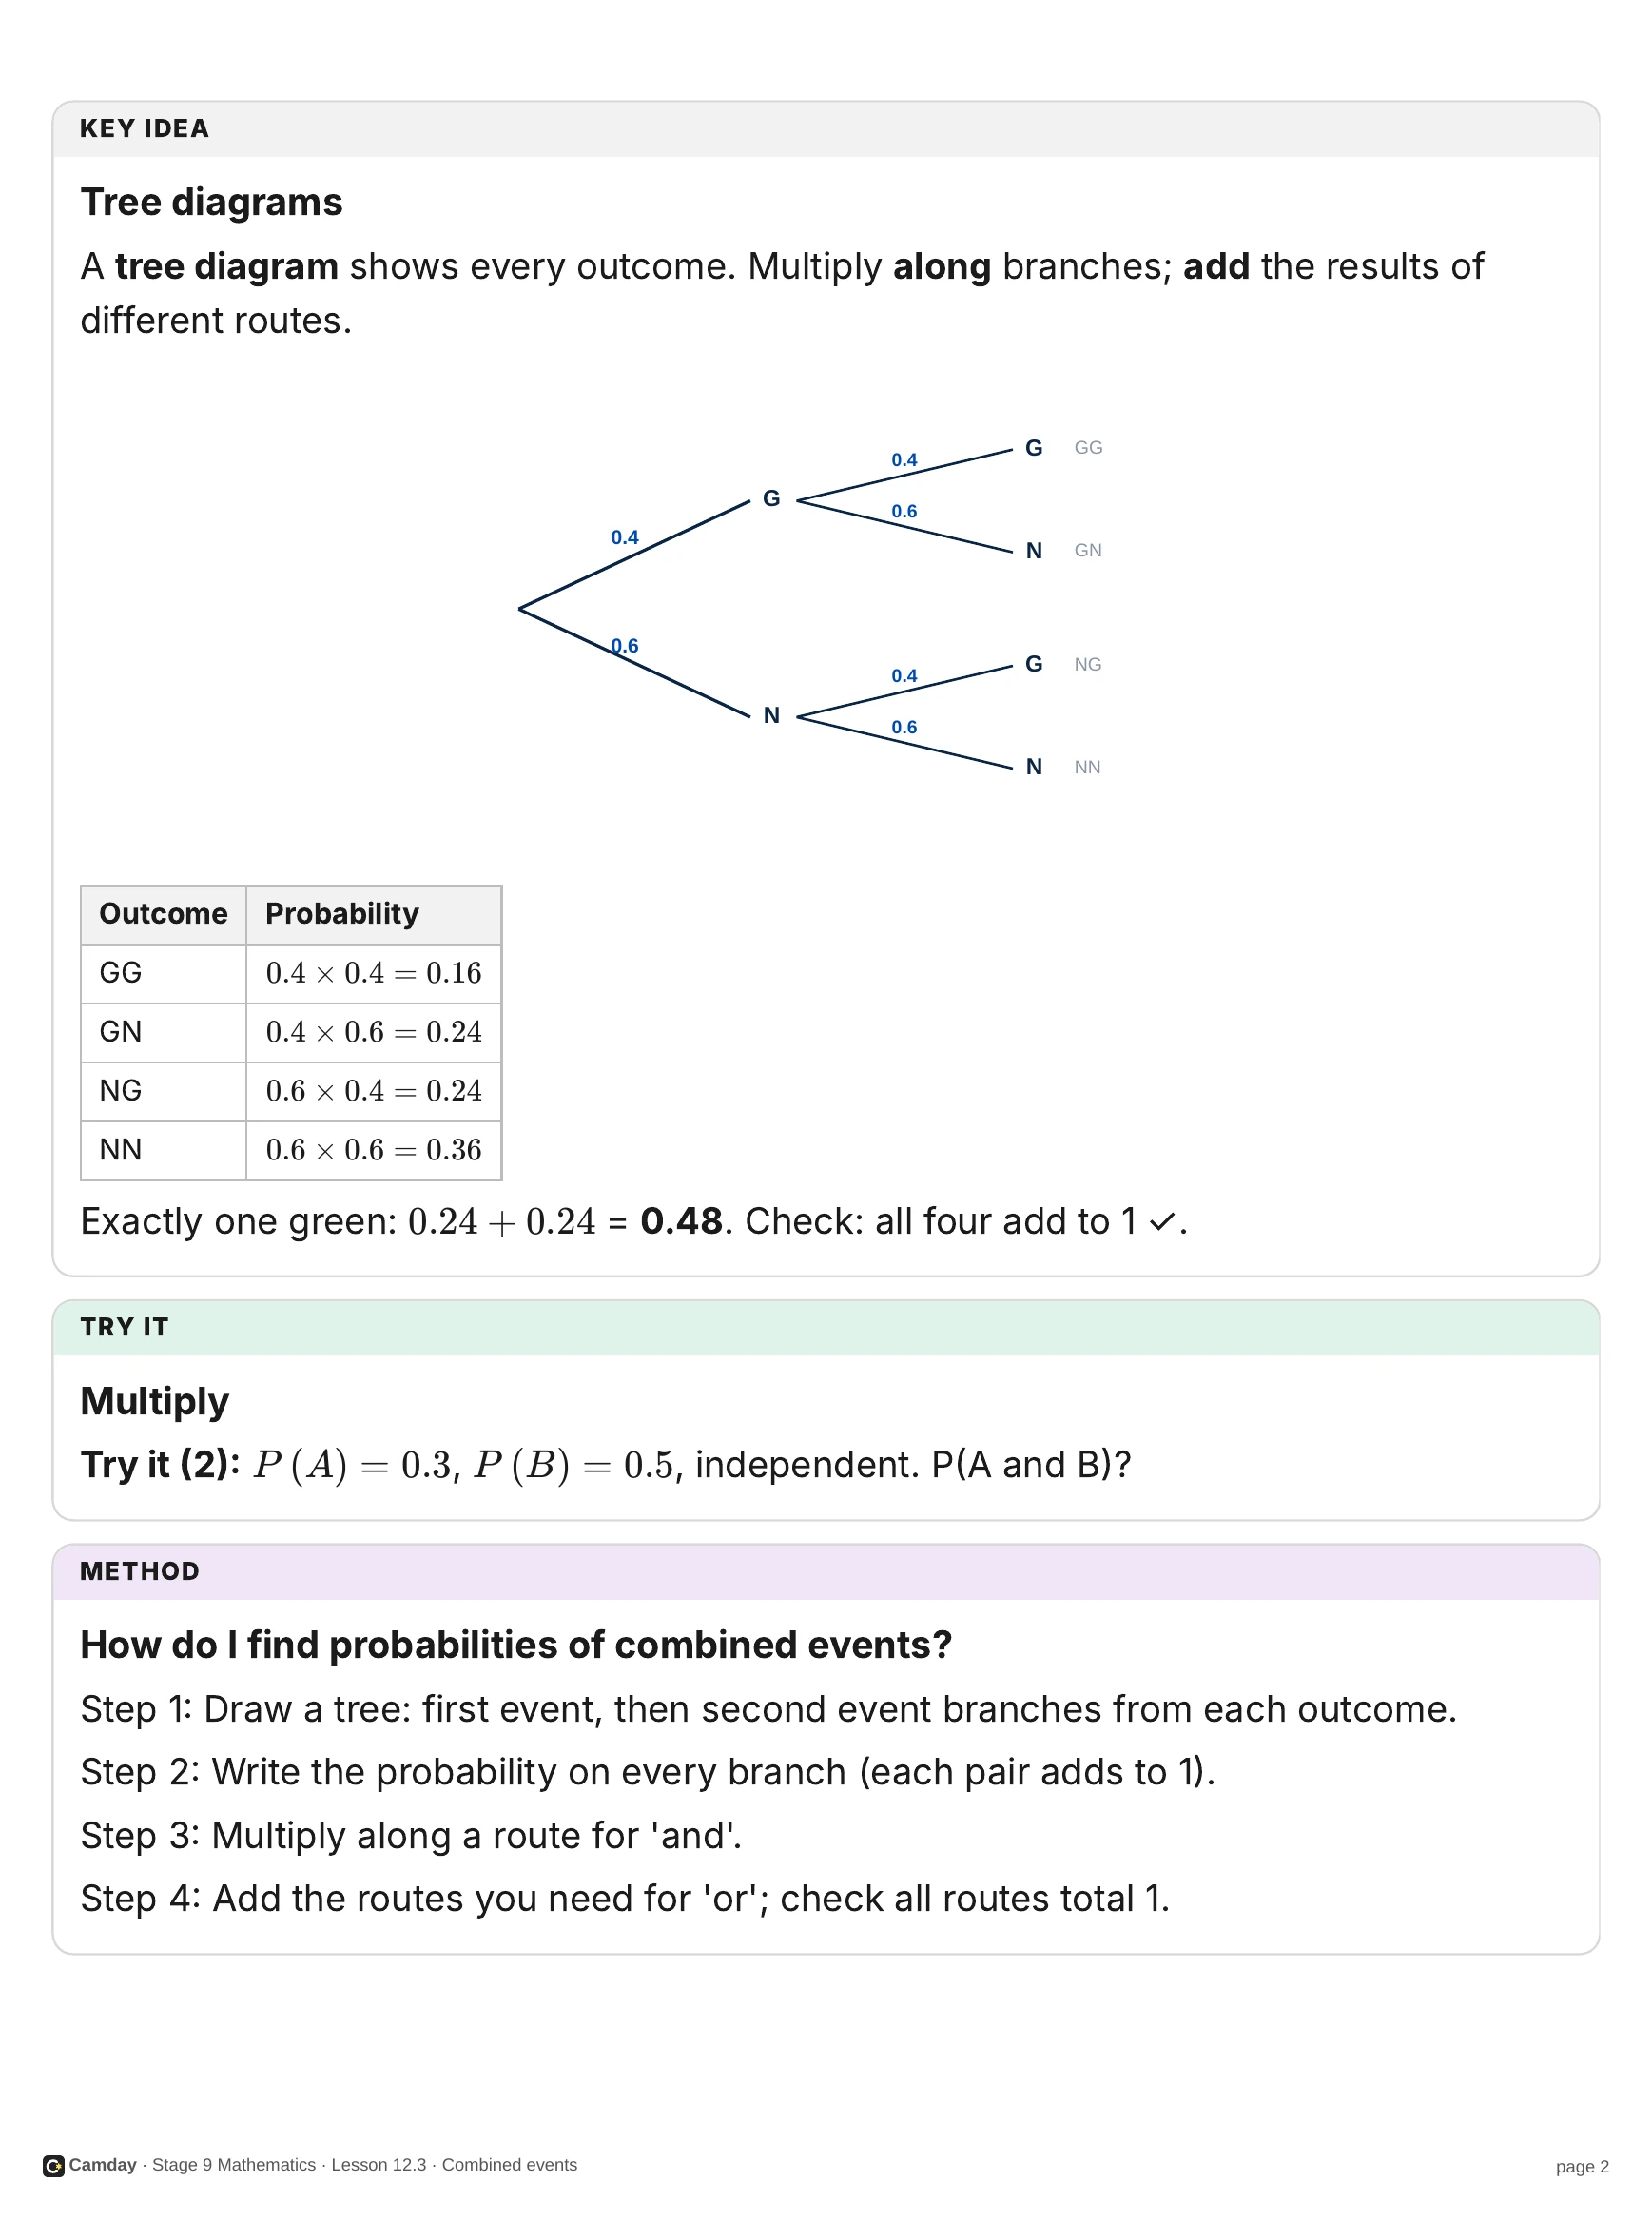 KEY IDEA
Tree diagrams
A tree diagram shows every outcome. Multiply along branches; add the results of
different routes.
0.4 G GG
G
0.6
0.4
N GN
0.6
0.4 G NG
N
0.6
N NN
Outcome Probability
GG 0.4 × 0.4 = 0.16
GN 0.4 × 0.6 = 0.24
NG 0.6 × 0.4 = 0.24
NN 0.6 × 0.6 = 0.36
Exactly one green: 0.24 + 0.24 = 0.48. Check: all four add to 1 ✓.
TRY IT
Multiply
Try it (2): P (A) = 0.3, P (B) = 0.5, independent. P(A and B)?
METHOD
How do I find probabilities of combined events?
Step 1: Draw a tree: first event, then second event branches from each outcome.
Step 2: Write the probability on every branch (each pair adds to 1).
Step 3: Multiply along a route for 'and'.
Step 4: Add the routes you need for 'or'; check all routes total 1.
Camday · Stage 9 Mathematics · Lesson 12.3 · Combined events
page 2